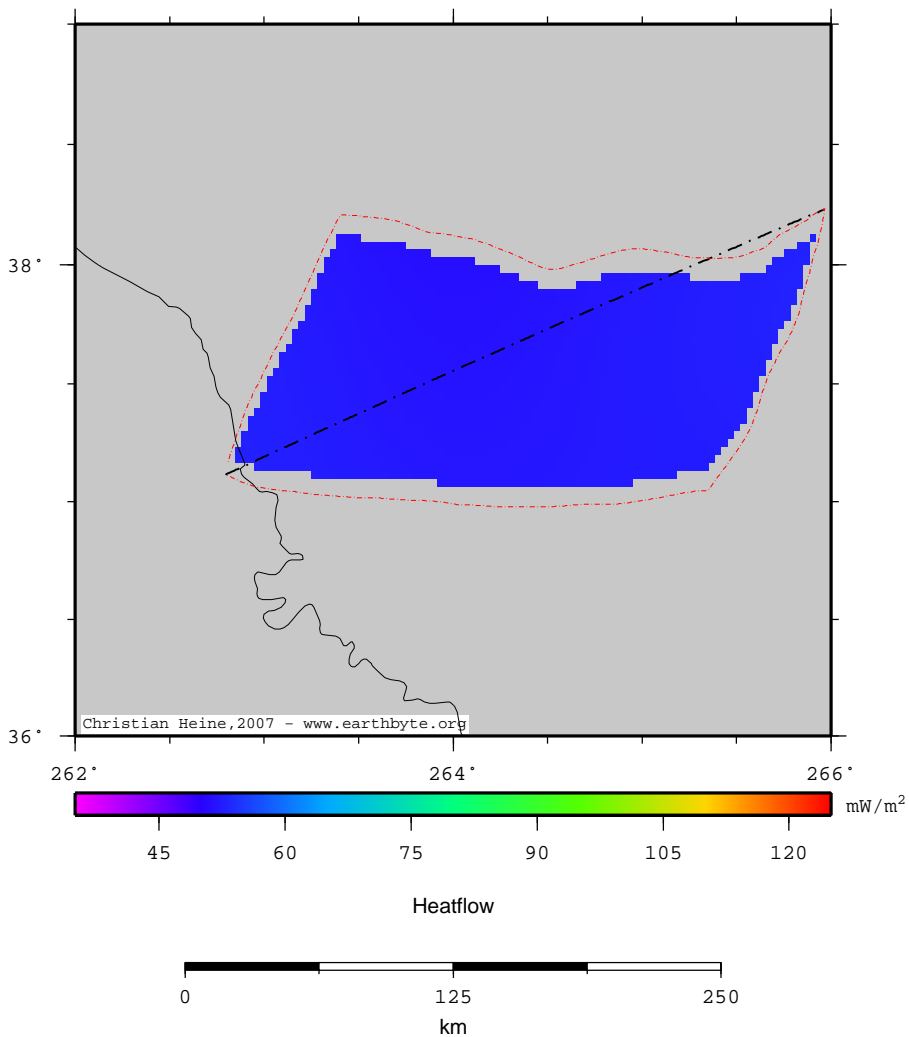 38°
Christian Heine,2007 - www.earthbyte.org
36°
262° 264° 266°
mW/m²
45 60 75 90 105 120
Heatflow
0 125 250
km